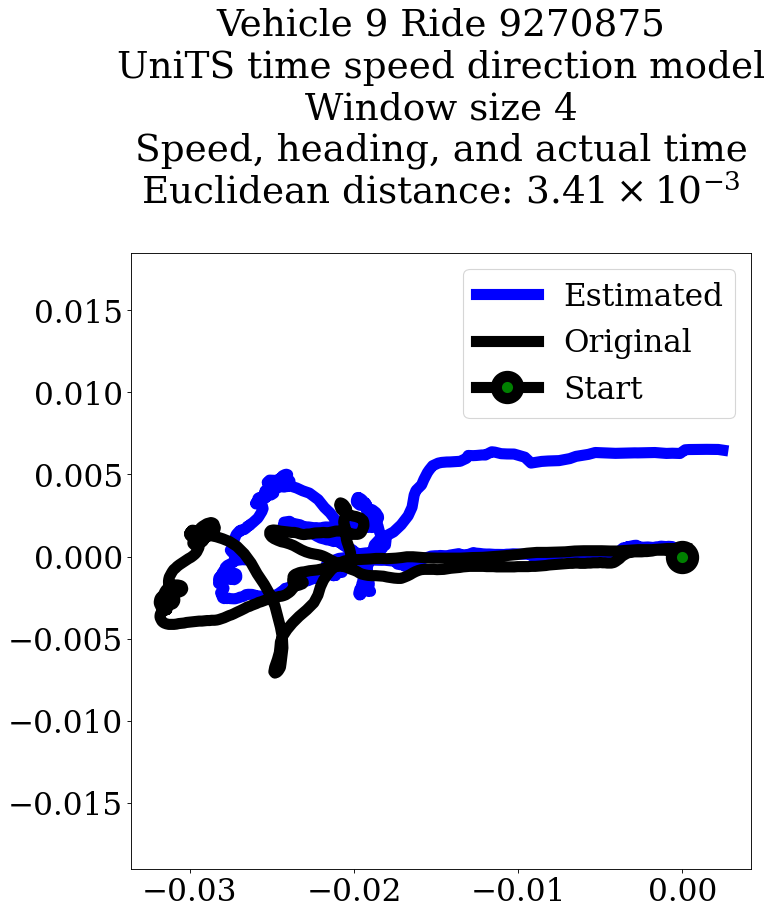 Vehicle 9 Ride 9270875
UniTS time speed direction model
Window size 4
Speed, heading, and actual time
Euclidean distance: 3.41 × 10⁻³
Estimated
Original
Start
0.015
0.010
0.005
0.000
−0.005
−0.010
−0.015
−0.03 −0.02 −0.01 0.00